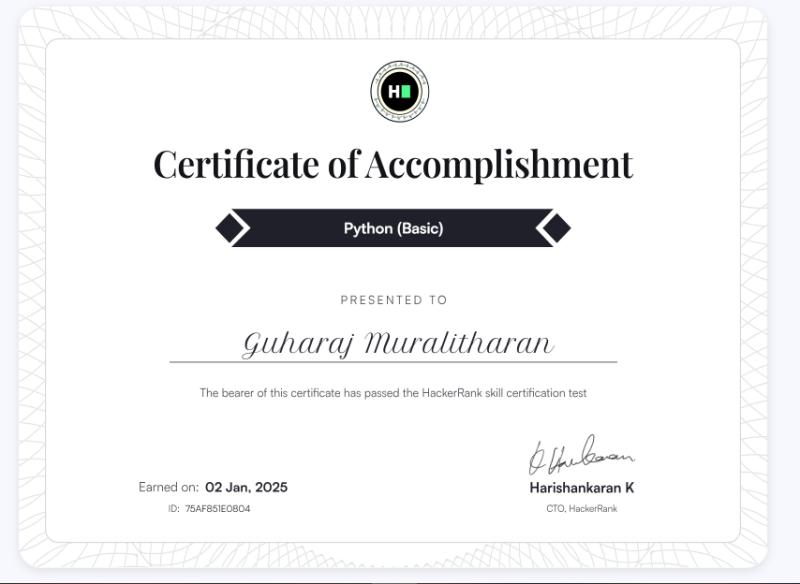 H
Certificate of Accomplishment
Python (Basic)
PRESENTED TO
Guharaj Muralitharan
The bearer of this certificate has passed the HackerRank skill certification test
Earned on: 02 Jan, 2025
ID: 75AF851E0804
Harishankaran K
CTO, HackerRank